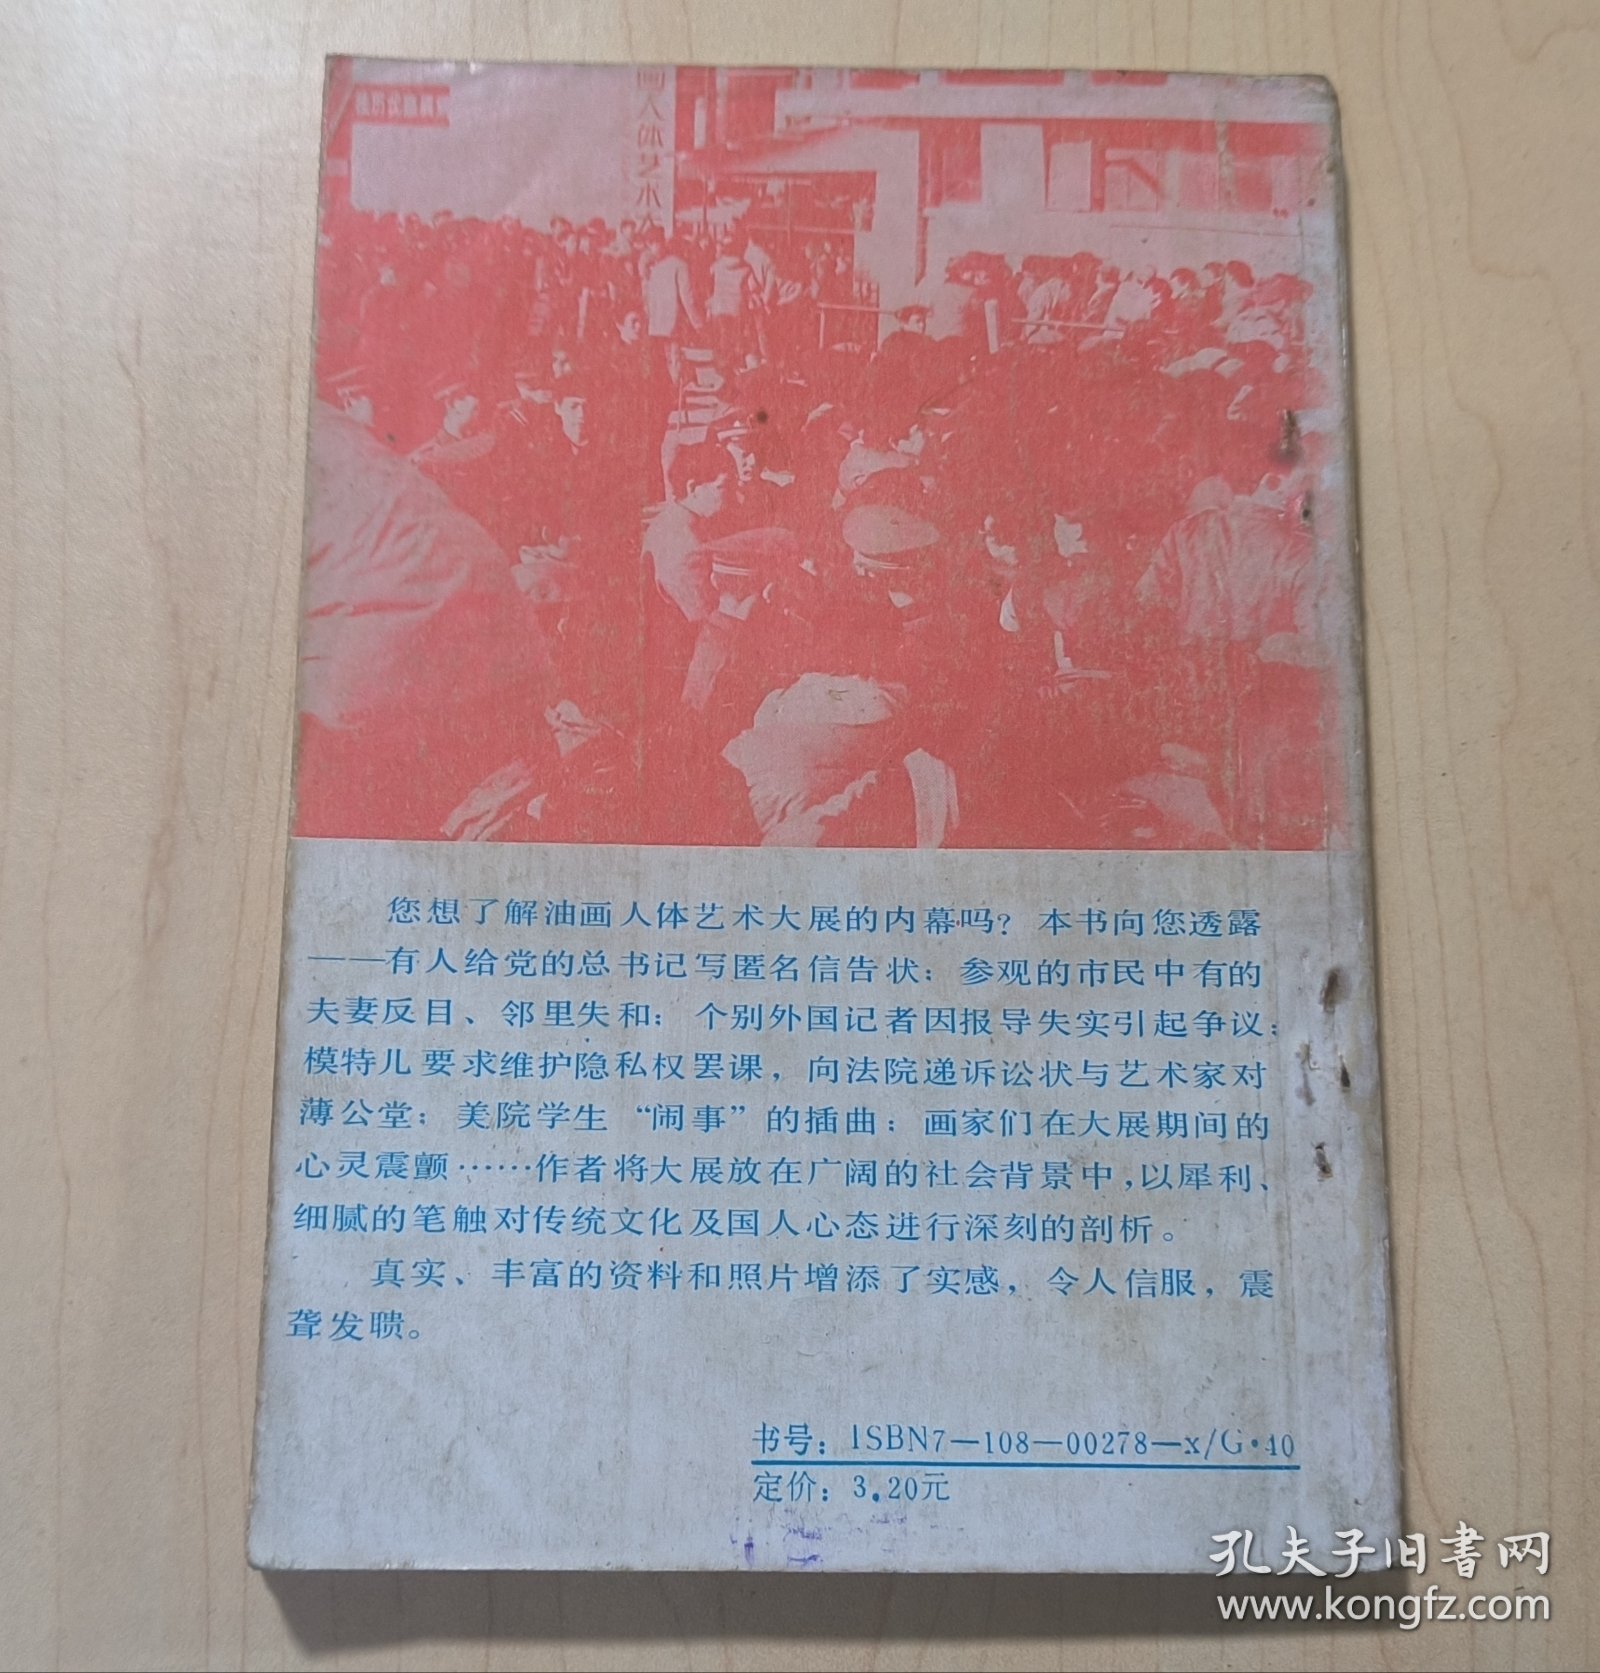 画人体艺术大
您想了解油画人体艺术大展的内幕吗？本书向您透露
——有人给党的总书记写匿名信告状；参观的市民中有的
夫妻反目、邻里失和；个别外国记者因报导失实引起争议；
模特儿要求维护隐私权罢课，向法院递诉讼状与艺术家对
薄公堂；美院学生“闹事”的插曲；画家们在大展期间的
心灵震颤……作者将大展放在广阔的社会背景中，以犀利、
细腻的笔触对传统文化及国人心态进行深刻的剖析。
真实、丰富的资料和照片增添了实感，令人信服，震
聋发聩。
书号：ISBN7—108—00278—x/G·40
定价：3.20元
孔夫子旧书网
www.kongfz.com